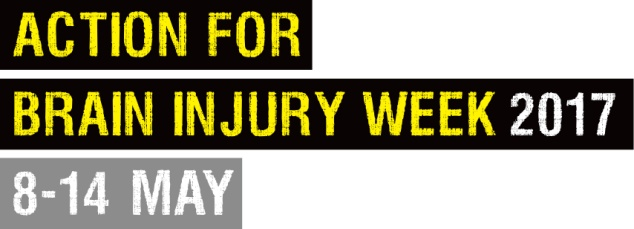 ACTION FOR
BRAIN INJURY WEEK 2017
8-14 MAY